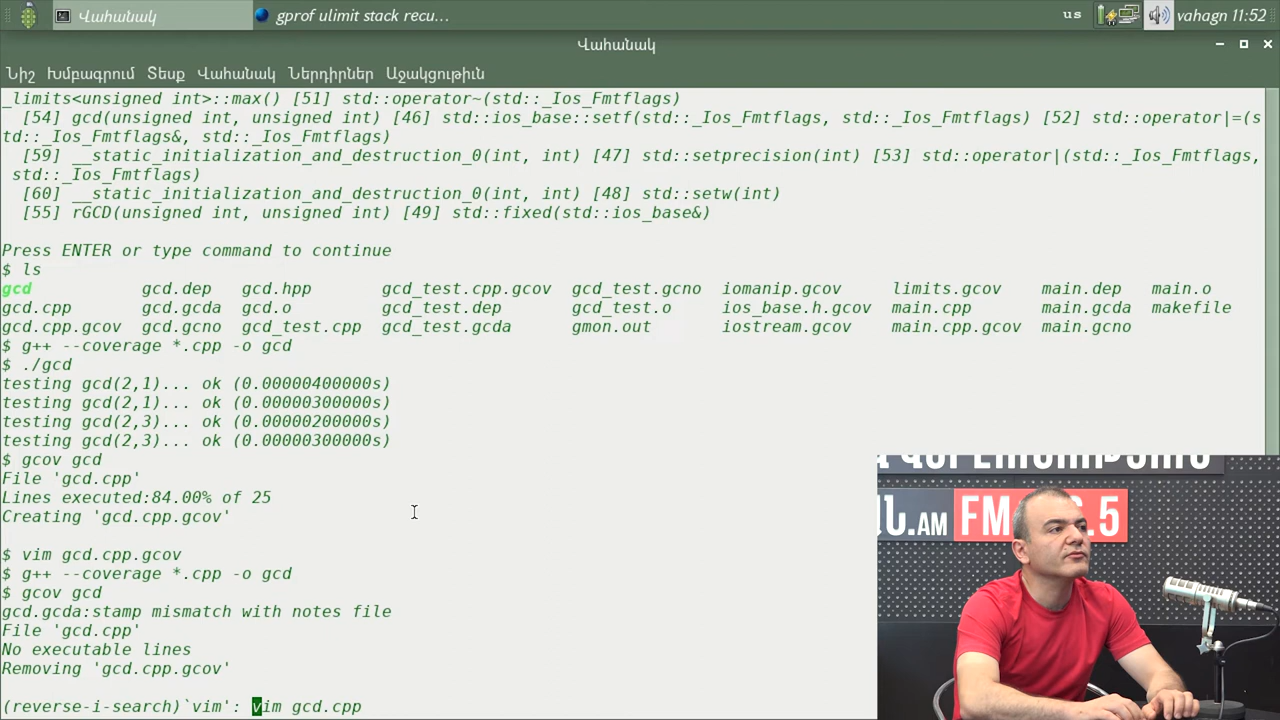 Վահանակ
gprof ulimit stack recu...
us
vahagn 11:52
Վահանակ
Նիշ Խմբագրում Տեսք Վահանակ Ներդիրներ Աջակցութիւն
_limits<unsigned int>::max() [51] std::operator~(std::_Ios_Fmtflags)
[54] gcd(unsigned int, unsigned int) [46] std::ios_base::setf(std::_Ios_Fmtflags, std::_Ios_Fmtflags) [52] std::operator|=(s
td::_Ios_Fmtflags&, std::_Ios_Fmtflags)
[59] __static_initialization_and_destruction_0(int, int) [47] std::setprecision(int) [53] std::operator|(std::_Ios_Fmtflags,
std::_Ios_Fmtflags)
[60] __static_initialization_and_destruction_0(int, int) [48] std::setw(int)
[55] rGCD(unsigned int, unsigned int) [49] std::fixed(std::ios_base&)
Press ENTER or type command to continue
$ ls
gcd gcd.dep gcd.hpp gcd_test.cpp.gcov gcd_test.gcno iomanip.gcov limits.gcov main.dep main.o
gcd.cpp gcd.gcda gcd.o gcd_test.dep gcd_test.o ios_base.h.gcov main.cpp main.gcda makefile
gcd.cpp.gcov gcd.gcno gcd_test.cpp gcd_test.gcda gmon.out iostream.gcov main.cpp.gcov main.gcno
$ g++ --coverage *.cpp -o gcd
$ ./gcd
testing gcd(2,1)... ok (0.00000400000s)
testing gcd(2,1)... ok (0.00000300000s)
testing gcd(2,3)... ok (0.00000200000s)
testing gcd(2,3)... ok (0.00000300000s)
$ gcov gcd
File 'gcd.cpp'
Lines executed:84.00% of 25
Creating 'gcd.cpp.gcov'
$ vim gcd.cpp.gcov
$ g++ --coverage *.cpp -o gcd
$ gcov gcd
gcd.gcda:stamp mismatch with notes file
File 'gcd.cpp'
No executable lines
Removing 'gcd.cpp.gcov'
(reverse-i-search)`vim': vim gcd.cpp
Ն.AM FM 6.5